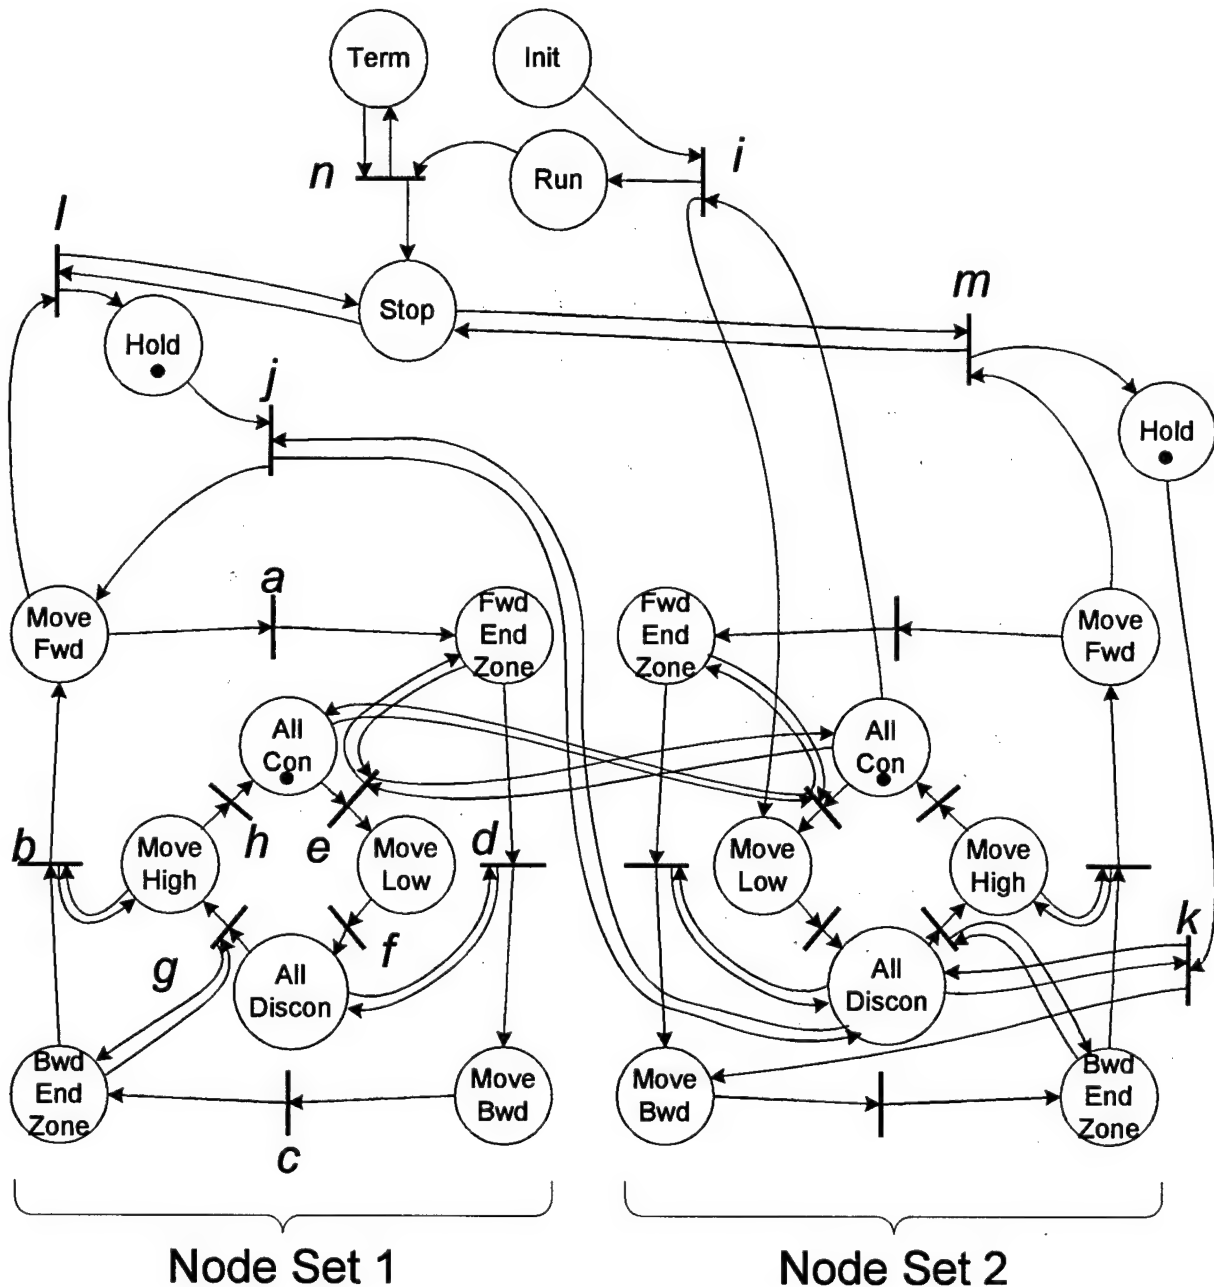 Term
Init
n
Run
i
l
Stop
m
Hold
j
Hold
a
Move
Fwd
Fwd
End
Zone
Fwd
End
Zone
Move
Fwd
All
Con
All
Con
b
Move
High
h
e
Move
Low
d
Move
Low
Move
High
g
f
k
All
Discon
All
Discon
Bwd
End
Zone
Move
Bwd
Move
Bwd
Bwd
End
Zone
c
Node Set 1
Node Set 2